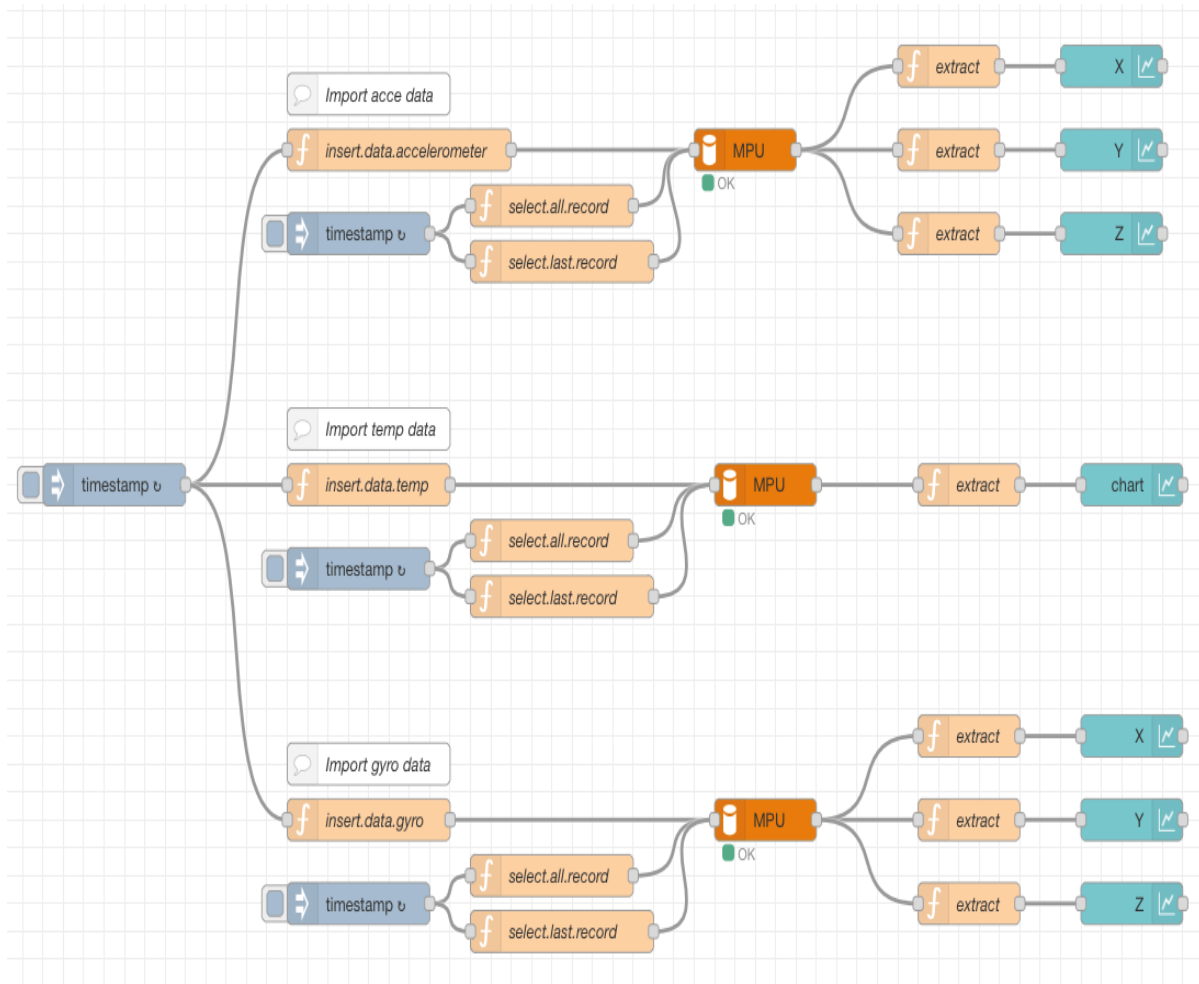 Import acce data
insert.data.accelerometer
timestamp ↻
select.all.record
select.last.record
MPU
OK
extract
X
extract
Y
extract
Z
timestamp ↻
Import temp data
insert.data.temp
timestamp ↻
select.all.record
select.last.record
MPU
OK
extract
chart
Import gyro data
insert.data.gyro
timestamp ↻
select.all.record
select.last.record
MPU
OK
extract
X
extract
Y
extract
Z